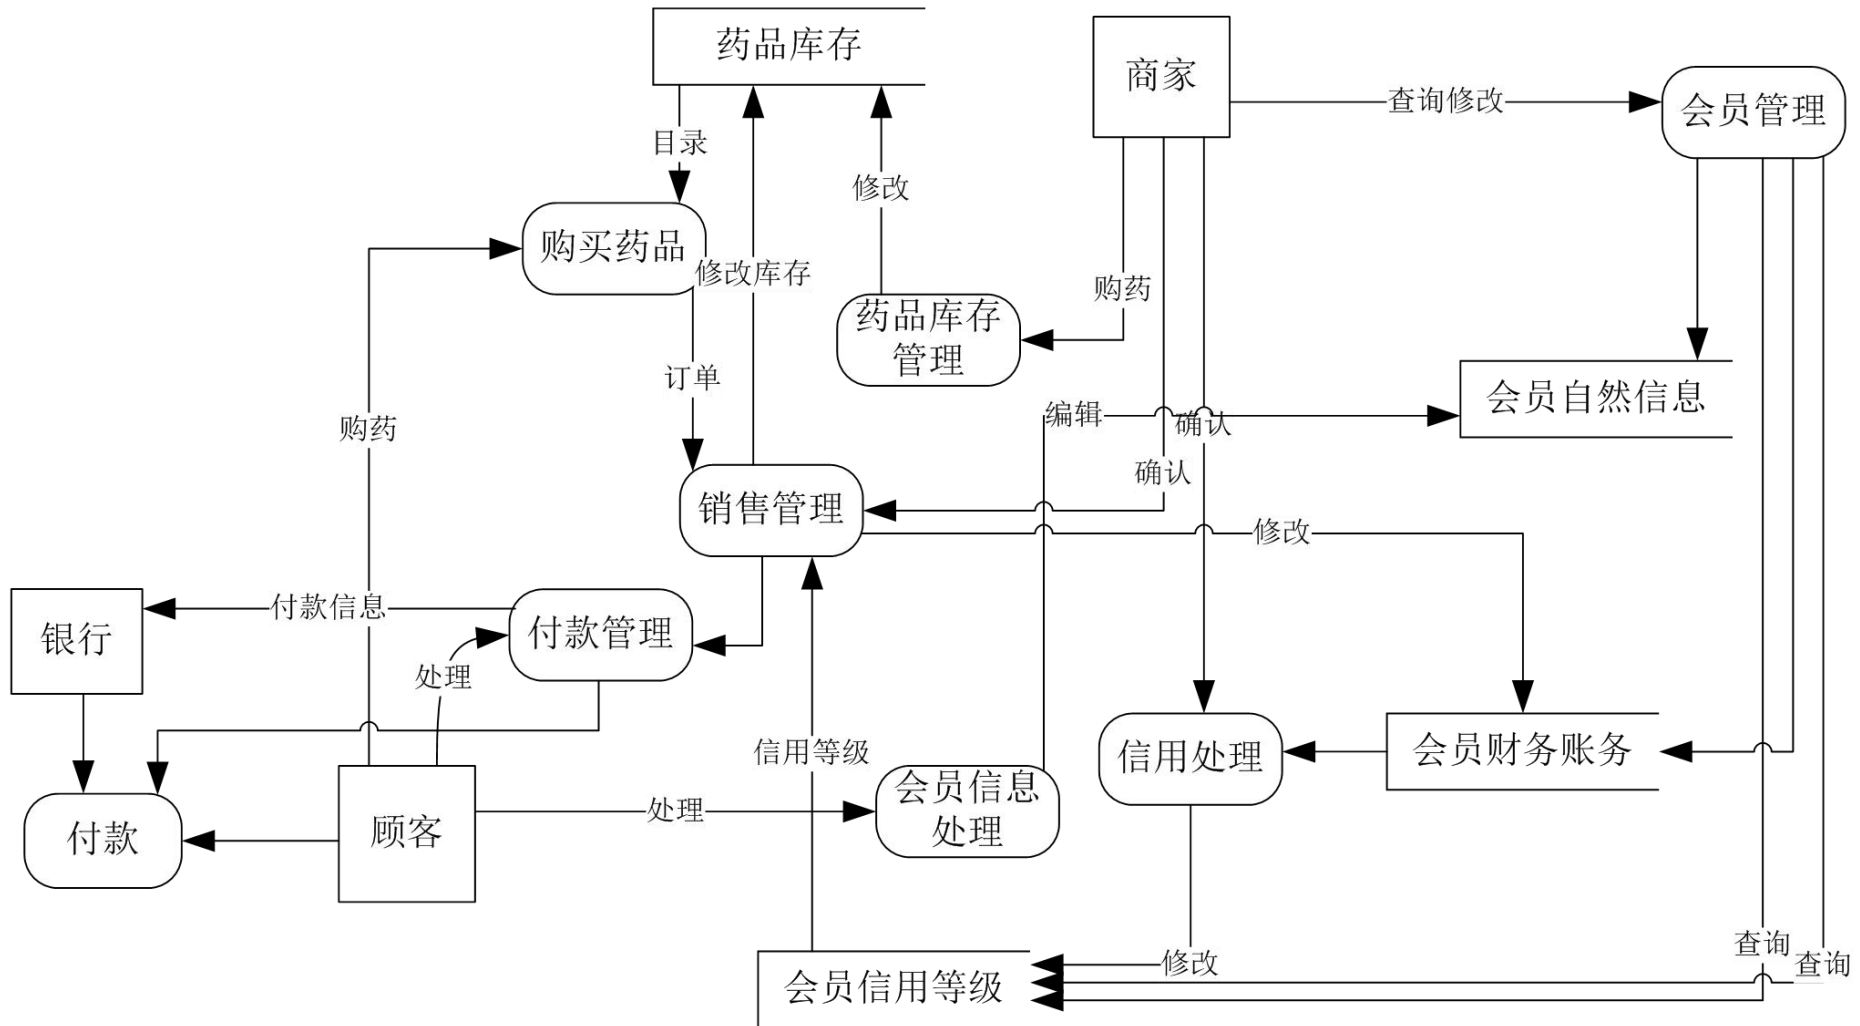 药品库存
商家
查询修改
会员管理
目录
修改
购买药品
修改库存
购药
药品库存
管理
订单
会员自然信息
购药
编辑
确认
确认
销售管理
修改
付款信息
付款管理
银行
处理
信用等级
信用处理
会员财务账务
会员信息
处理
处理
付款
顾客
查询
查询
修改
会员信用等级